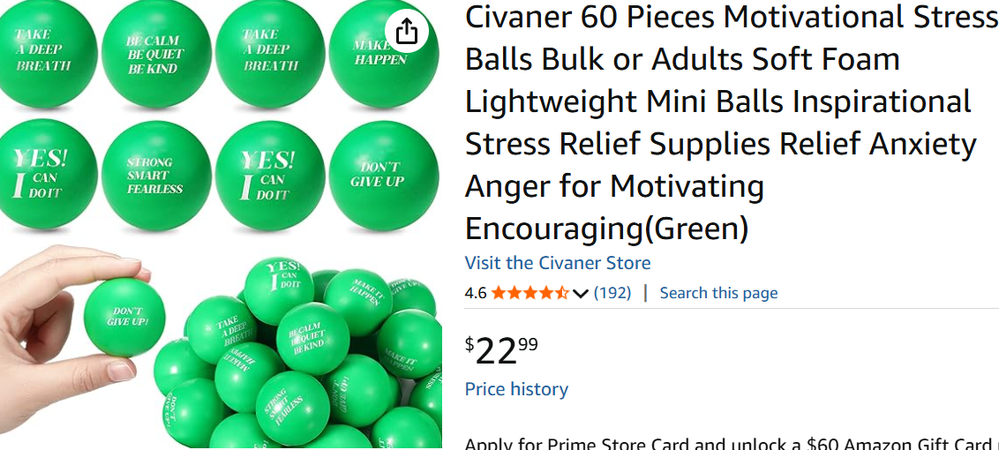 TAKE
A DEEP
BREATH
BE CALM
BE QUIET
BE KIND
TAKE
A DEEP
BREATH
MAKE
HAPPEN
YES!
I CAN
DO IT
STRONG
SMART
FEARLESS
YES!
I CAN
DO IT
DON'T
GIVE UP
DON'T
GIVE UP!
YES!
I CAN
DO IT
MAKE IT
HAPPEN
TAKE
A DEEP
BREATH
BE CALM
BE QUIET
BE KIND
MAKE IT
HAPPEN
MAKE IT
HAPPEN
STRONG
SMART
FEARLESS
DON'T
GIVE UP!
Civaner 60 Pieces Motivational Stress
Balls Bulk or Adults Soft Foam
Lightweight Mini Balls Inspirational
Stress Relief Supplies Relief Anxiety
Anger for Motivating
Encouraging(Green)
Visit the Civaner Store
4.6 (192) | Search this page
$22.99
Price history
Apply for Prime Store Card and unlock a $60 Amazon Gift Card